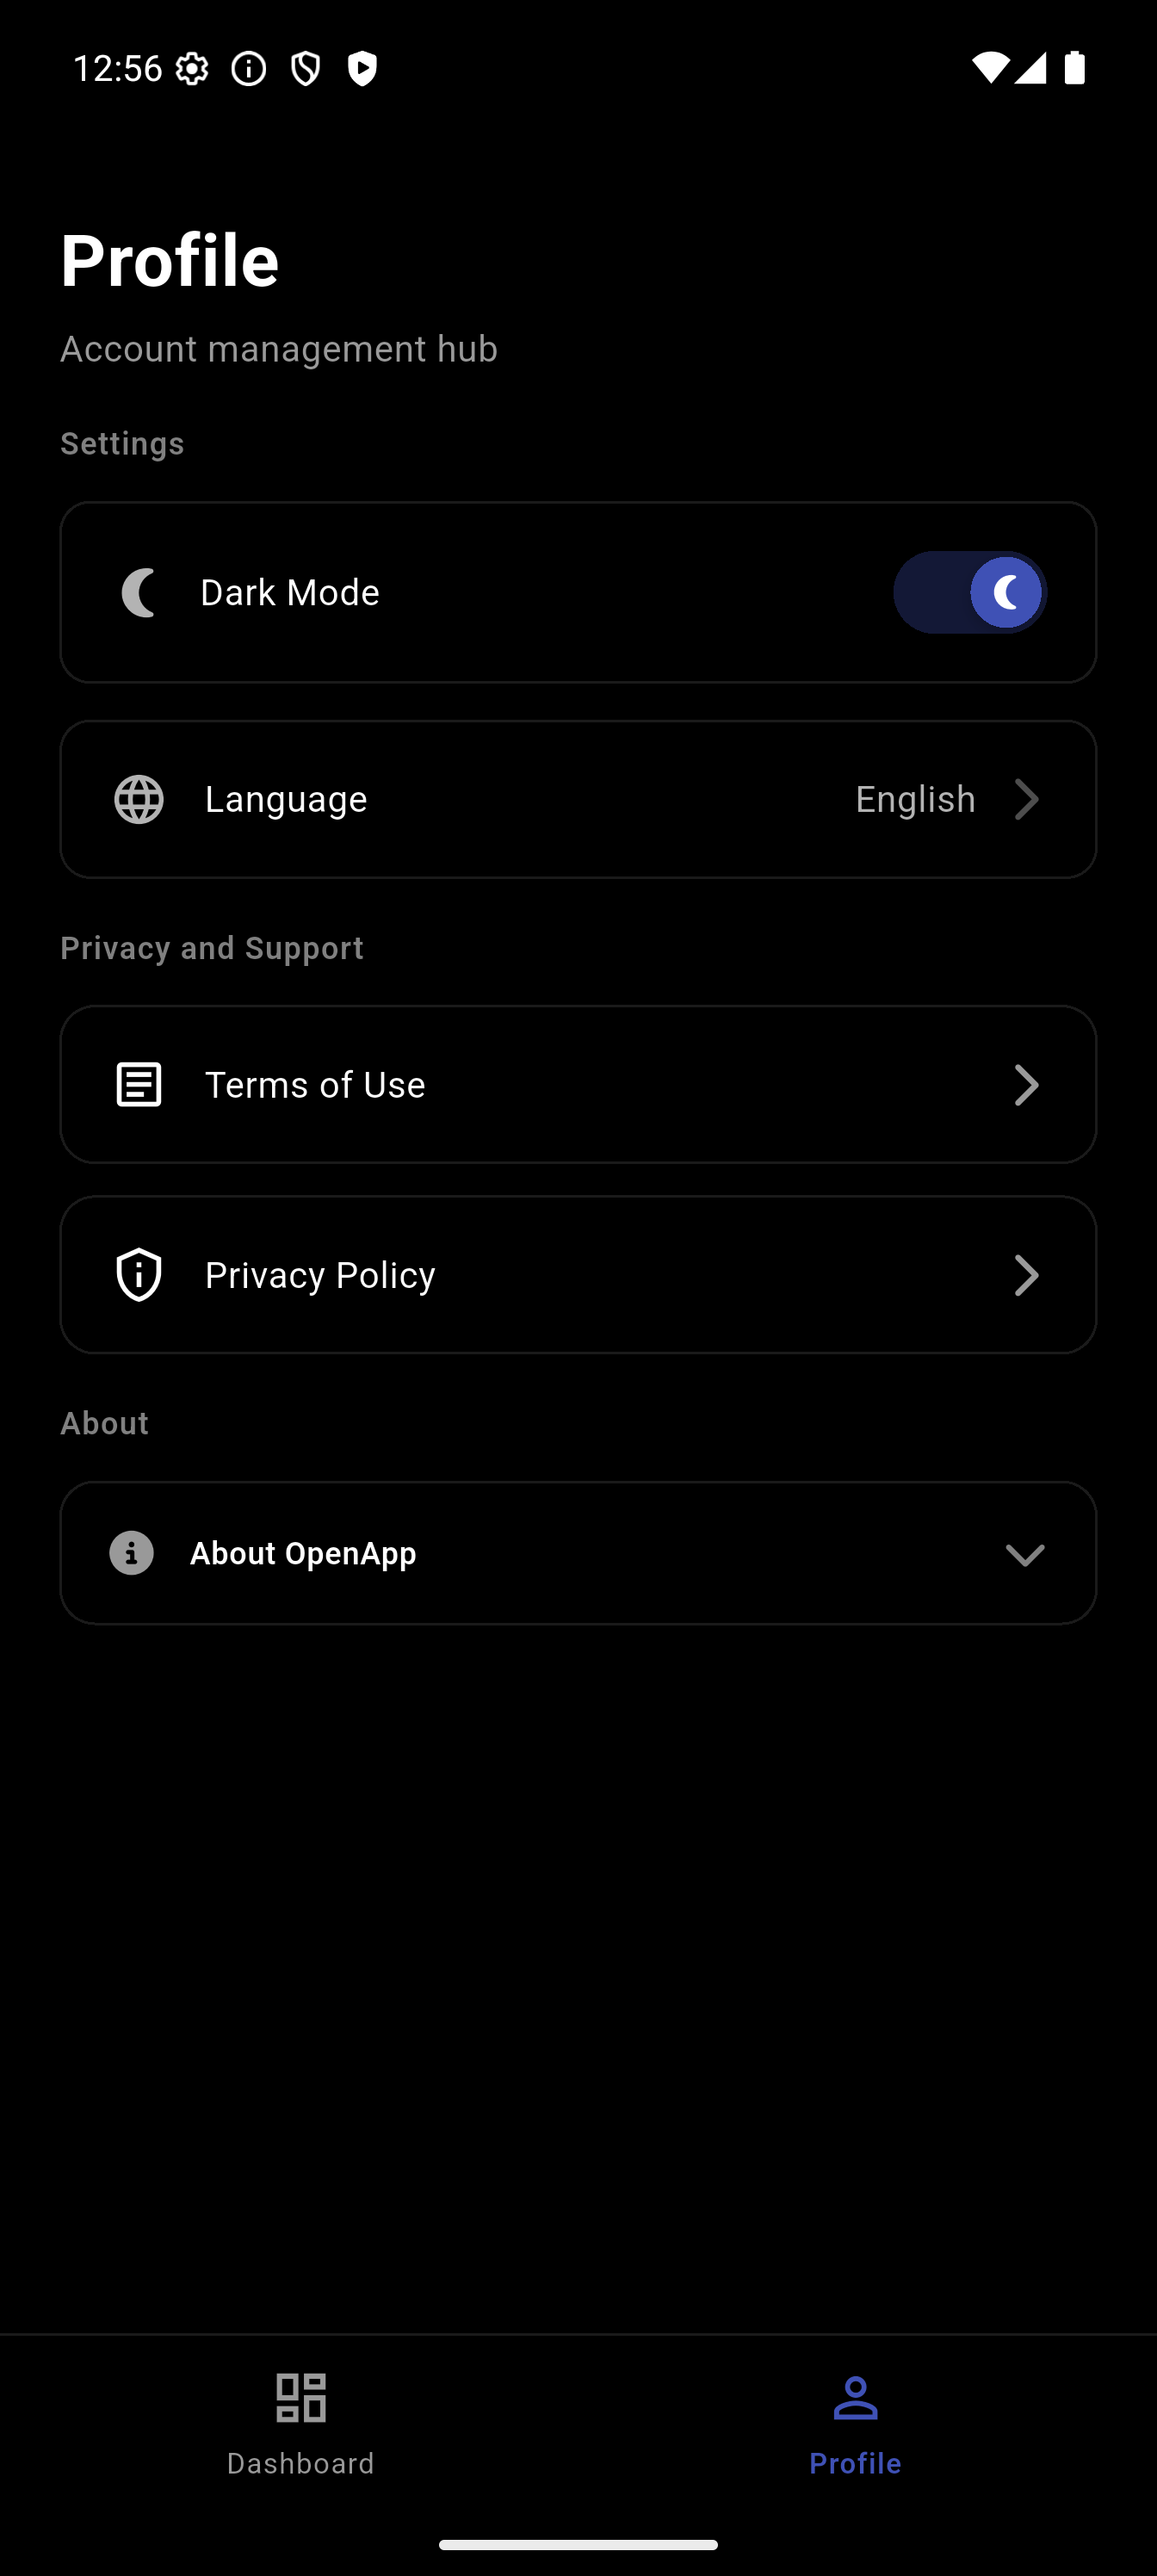 12:56
Profile
Account management hub
Settings
Dark Mode
Language English
Privacy and Support
Terms of Use
Privacy Policy
About
About OpenApp
Dashboard Profile